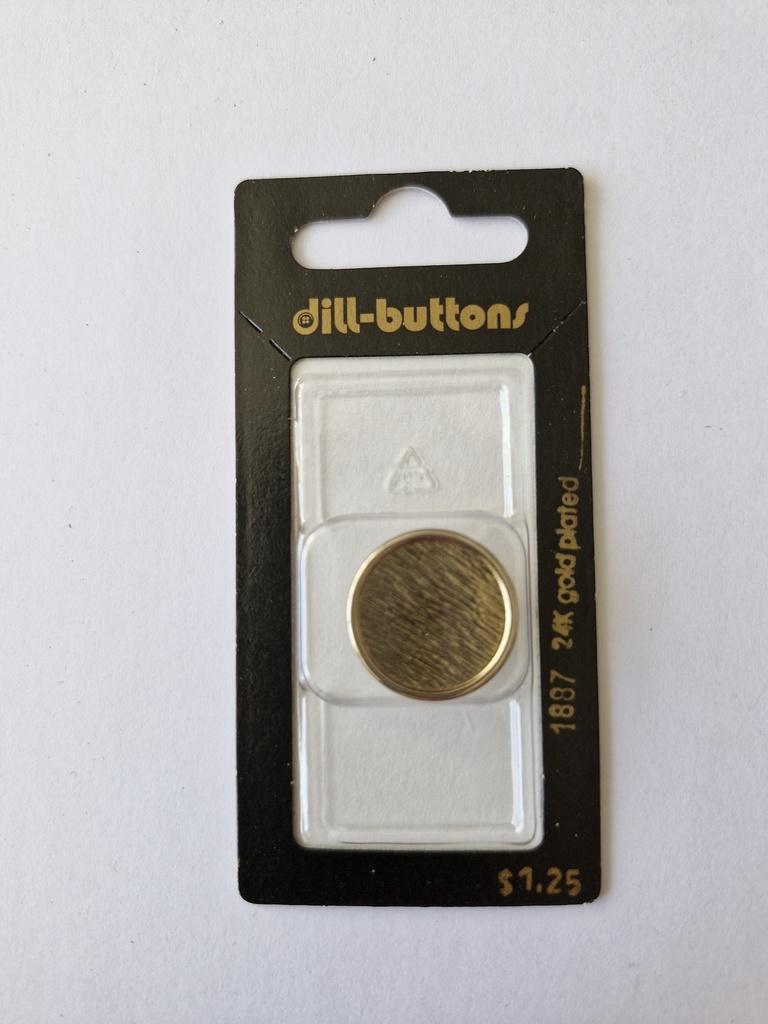 dill-buttons
1887 24K gold plated
$1.25